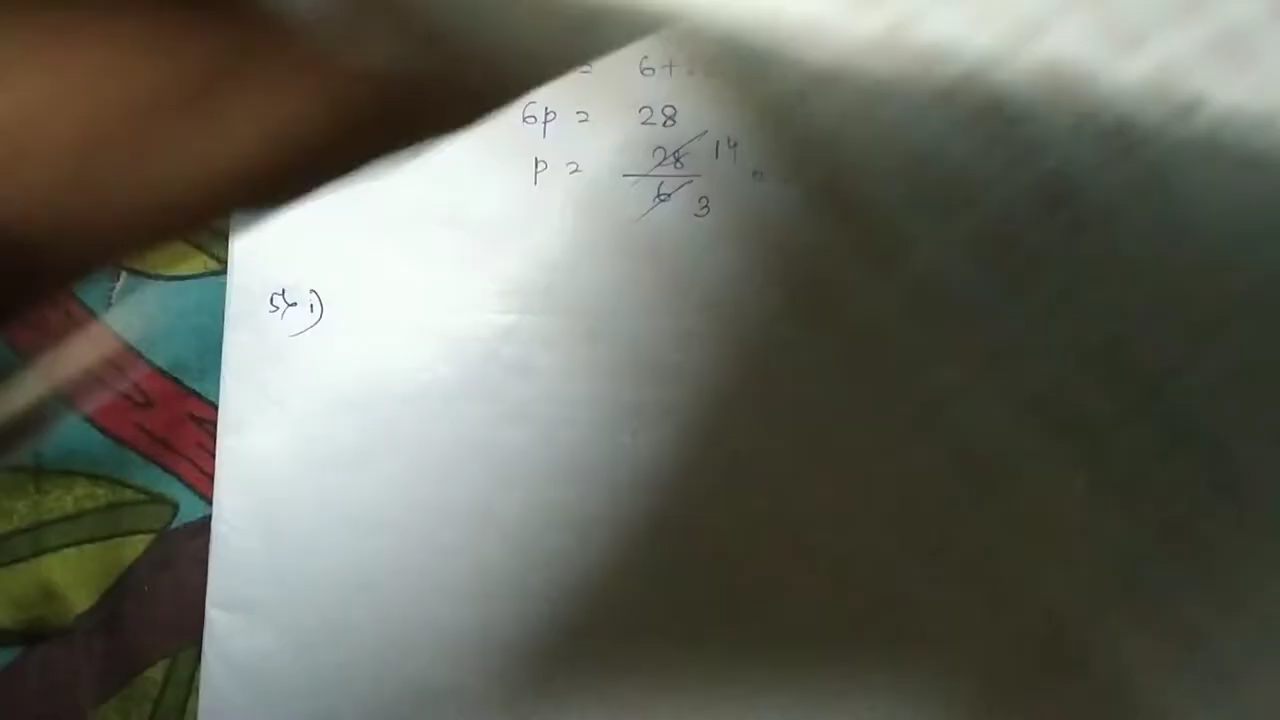 = 6+
6p = 28
p = 28 14
6 3
5) i)